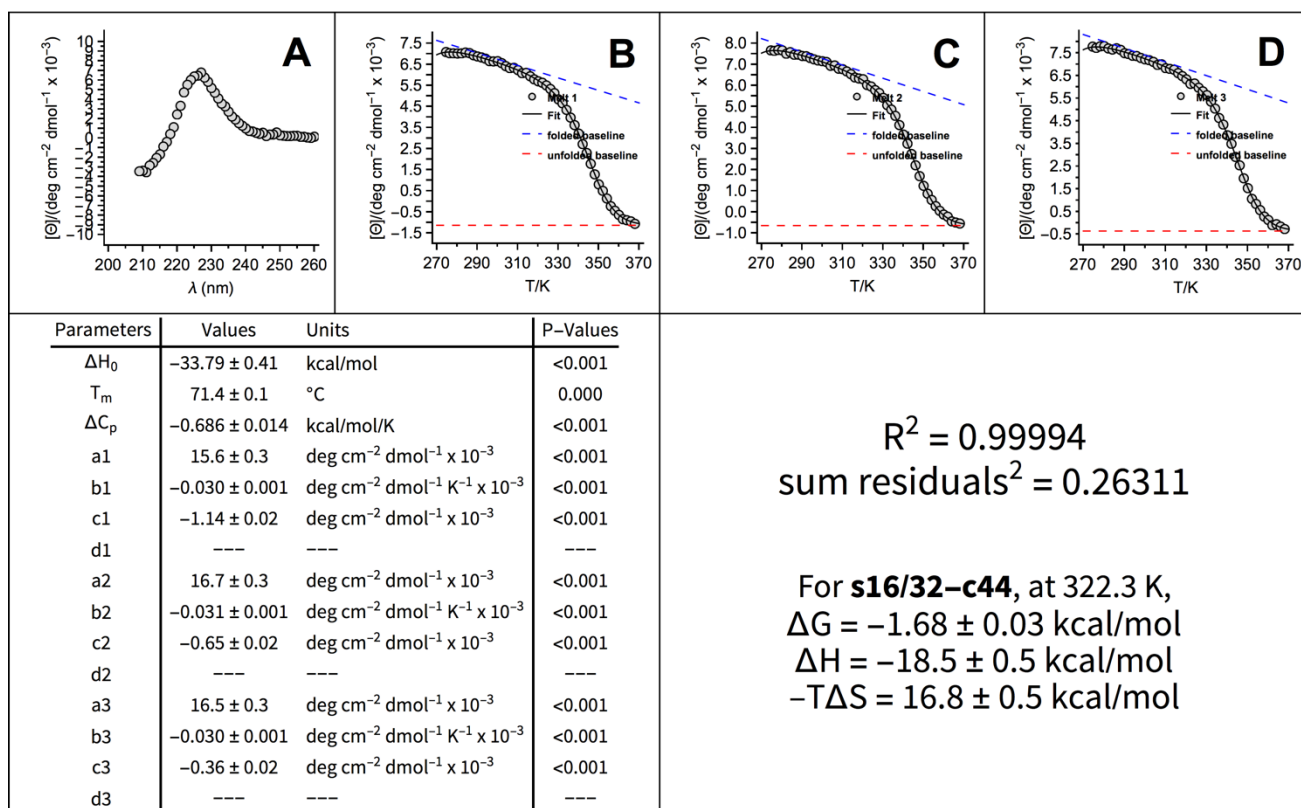 A
[Θ]/(deg cm⁻² dmol⁻¹ x 10⁻³)
10
9
8
7
6
5
4
3
2
1
0
−1
−2
−3
−4
−5
−6
−7
−8
−9
−10
200 210 220 230 240 250 260
λ (nm)
B
[Θ]/(deg cm⁻² dmol⁻¹ x 10⁻³)
7.5
6.5
5.5
4.5
3.5
2.5
1.5
0.5
−0.5
−1.5
Melt 1
Fit
folded baseline
unfolded baseline
270 290 310 330 350 370
T/K
C
[Θ]/(deg cm⁻² dmol⁻¹ x 10⁻³)
8.0
7.0
6.0
5.0
4.0
3.0
2.0
1.0
0.0
−1.0
Melt 2
Fit
folded baseline
unfolded baseline
270 290 310 330 350 370
T/K
D
[Θ]/(deg cm⁻² dmol⁻¹ x 10⁻³)
7.5
6.5
5.5
4.5
3.5
2.5
1.5
0.5
−0.5
Melt 3
Fit
folded baseline
unfolded baseline
270 290 310 330 350 370
T/K
Parameters Values Units P−Values
ΔH₀ −33.79 ± 0.41 kcal/mol <0.001
Tₘ 71.4 ± 0.1 °C 0.000
ΔCₚ −0.686 ± 0.014 kcal/mol/K <0.001
a1 15.6 ± 0.3 deg cm⁻² dmol⁻¹ x 10⁻³ <0.001
b1 −0.030 ± 0.001 deg cm⁻² dmol⁻¹ K⁻¹ x 10⁻³ <0.001
c1 −1.14 ± 0.02 deg cm⁻² dmol⁻¹ x 10⁻³ <0.001
d1 −−− −−− −−−
a2 16.7 ± 0.3 deg cm⁻² dmol⁻¹ x 10⁻³ <0.001
b2 −0.031 ± 0.001 deg cm⁻² dmol⁻¹ K⁻¹ x 10⁻³ <0.001
c2 −0.65 ± 0.02 deg cm⁻² dmol⁻¹ x 10⁻³ <0.001
d2 −−− −−− −−−
a3 16.5 ± 0.3 deg cm⁻² dmol⁻¹ x 10⁻³ <0.001
b3 −0.030 ± 0.001 deg cm⁻² dmol⁻¹ K⁻¹ x 10⁻³ <0.001
c3 −0.36 ± 0.02 deg cm⁻² dmol⁻¹ x 10⁻³ <0.001
d3 −−− −−− −−−
R² = 0.99994
sum residuals² = 0.26311
For s16/32−c44, at 322.3 K,
ΔG = −1.68 ± 0.03 kcal/mol
ΔH = −18.5 ± 0.5 kcal/mol
−TΔS = 16.8 ± 0.5 kcal/mol